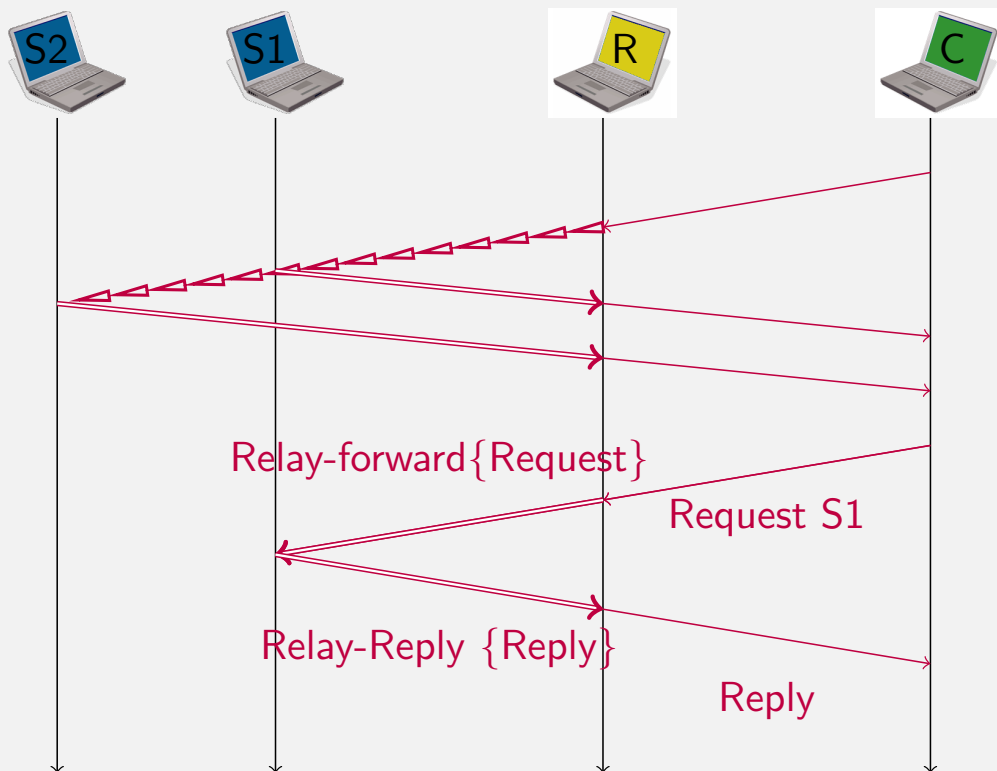 S2
S1
R
C
Relay-forward{Request}
Request S1
Relay-Reply {Reply}
Reply